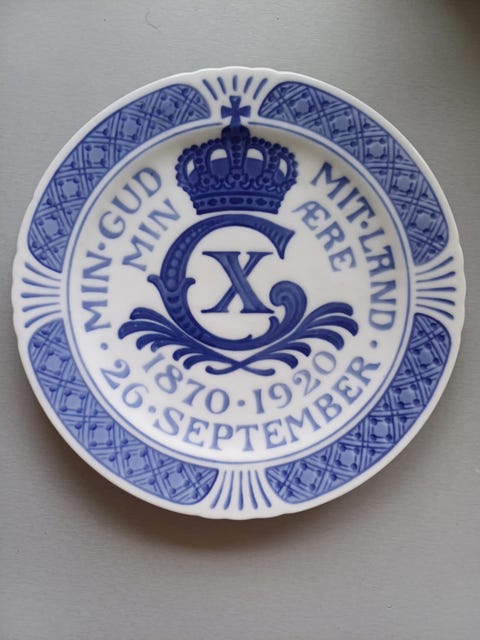 MIN·GUD MIT·LAND
MIN ÆRE
CX
1870·1920
·26·SEPTEMBER·